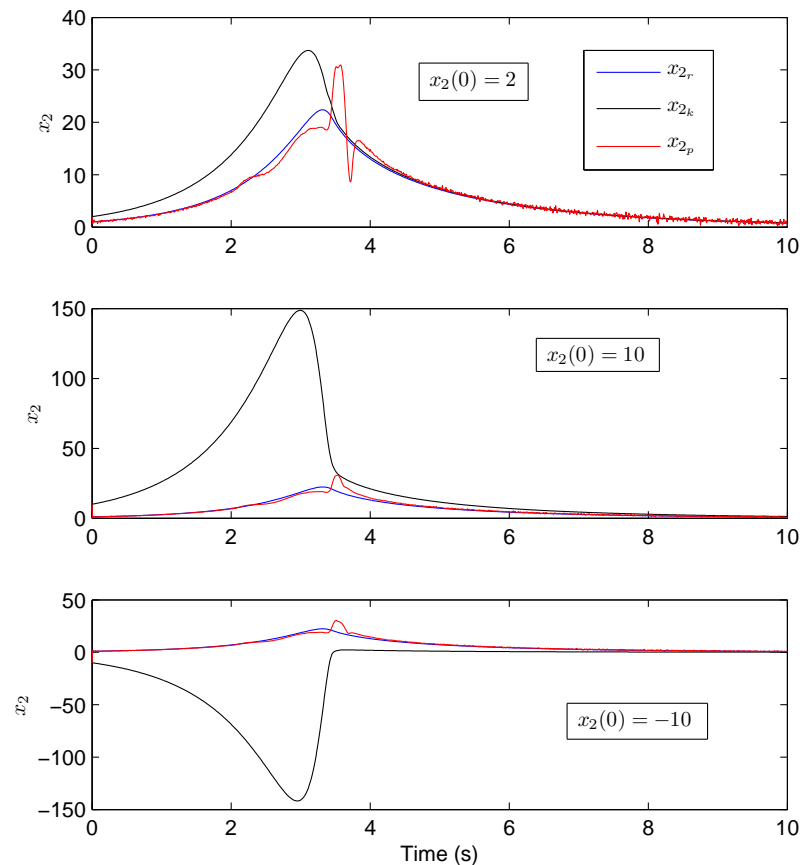 40
30
20
10
0
x₂
x₂(0) = 2
x₂ᵣ
x₂ₖ
x₂ₚ
0 2 4 6 8 10
150
100
50
0
x₂
x₂(0) = 10
0 2 4 6 8 10
50
0
−50
−100
−150
x₂
x₂(0) = −10
0 2 4 6 8 10
Time (s)